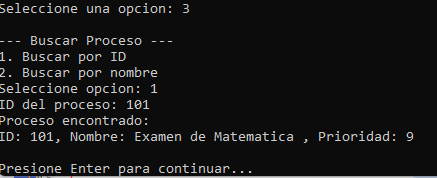 Seleccione una opcion: 3
--- Buscar Proceso ---
1. Buscar por ID
2. Buscar por nombre
Seleccione opcion: 1
ID del proceso: 101
Proceso encontrado:
ID: 101, Nombre: Examen de Matematica , Prioridad: 9
Presione Enter para continuar...